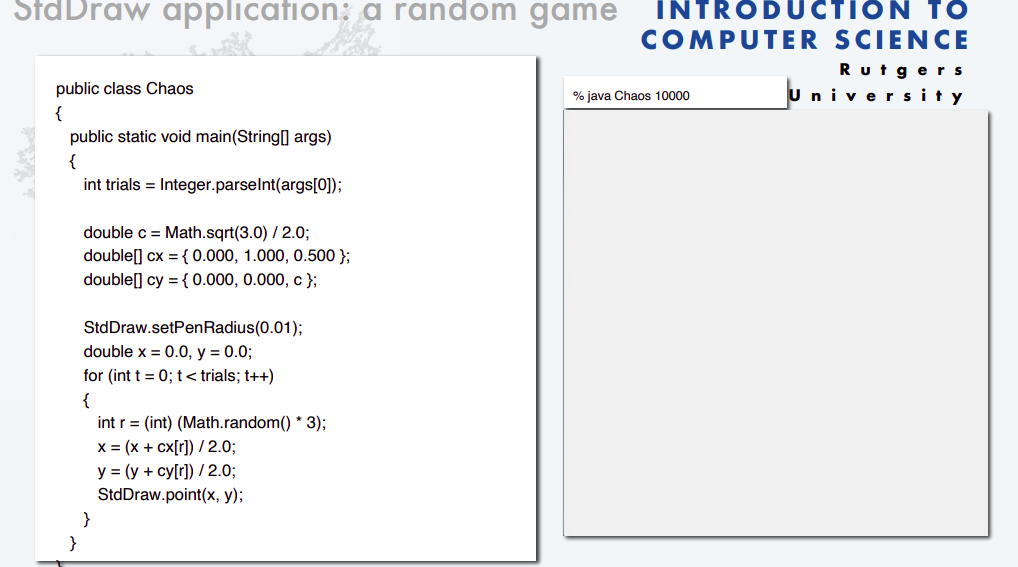 StdDraw application: a random game
INTRODUCTION TO
COMPUTER SCIENCE
Rutgers
University
public class Chaos
{
public static void main(String[] args)
{
int trials = Integer.parseInt(args[0]);
double c = Math.sqrt(3.0) / 2.0;
double[] cx = { 0.000, 1.000, 0.500 };
double[] cy = { 0.000, 0.000, c };
StdDraw.setPenRadius(0.01);
double x = 0.0, y = 0.0;
for (int t = 0; t < trials; t++)
{
int r = (int) (Math.random() * 3);
x = (x + cx[r]) / 2.0;
y = (y + cy[r]) / 2.0;
StdDraw.point(x, y);
}
}
% java Chaos 10000